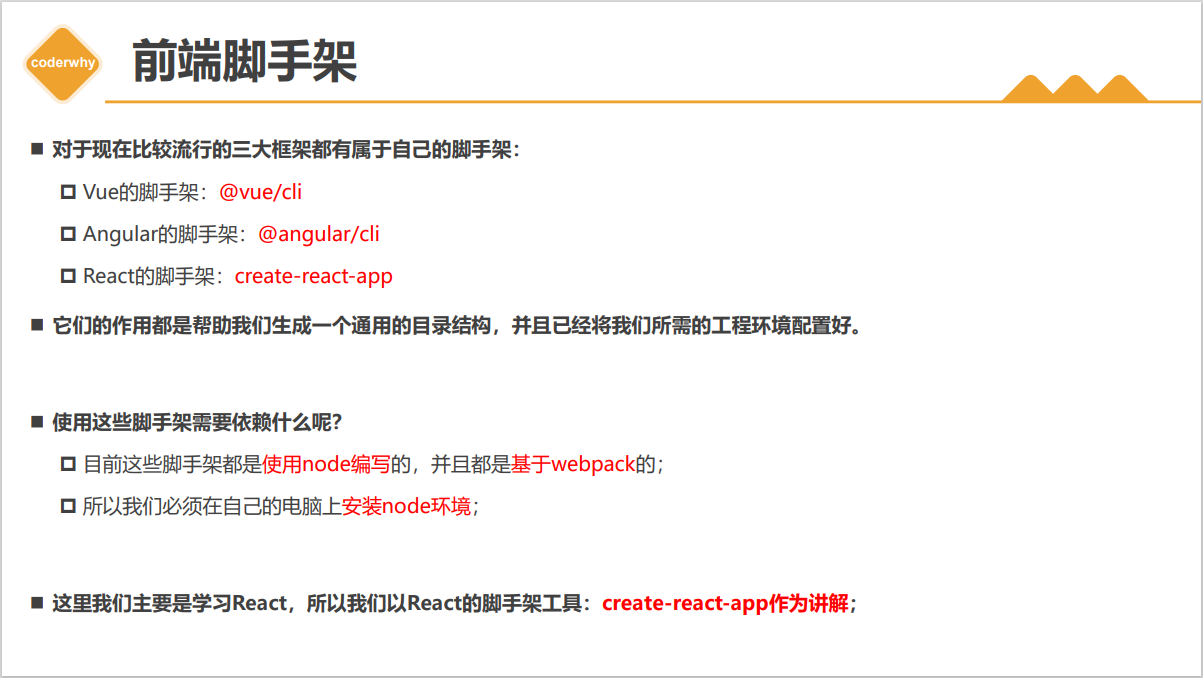 coderwhy
前端脚手架
对于现在比较流行的三大框架都有属于自己的脚手架：
Vue的脚手架：@vue/cli
Angular的脚手架：@angular/cli
React的脚手架：create-react-app
它们的作用都是帮助我们生成一个通用的目录结构，并且已经将我们所需的工程环境配置好。
使用这些脚手架需要依赖什么呢？
目前这些脚手架都是使用node编写的，并且都是基于webpack的；
所以我们必须在自己的电脑上安装node环境；
这里我们主要是学习React，所以我们以React的脚手架工具：create-react-app作为讲解；